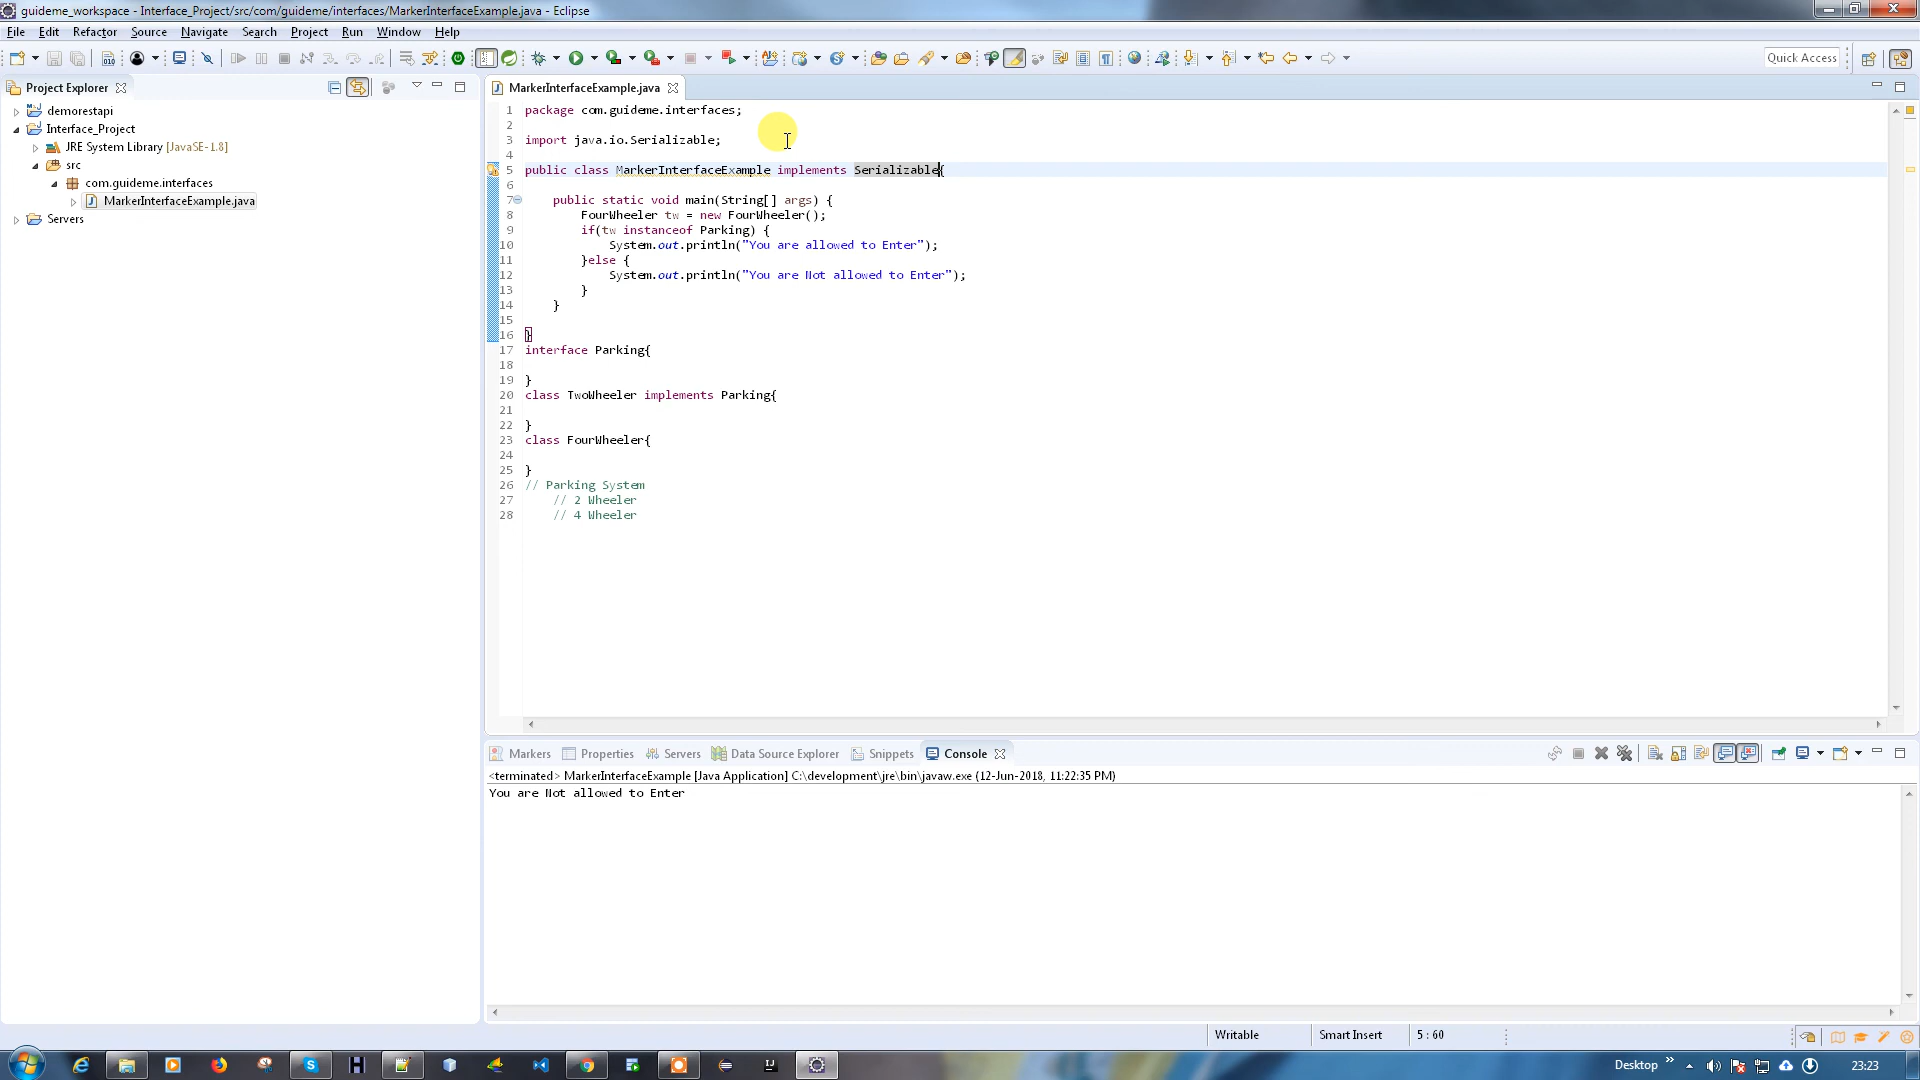 guideme_workspace - Interface_Project/src/com/guideme/interfaces/MarkerInterfaceExample.java - Eclipse
File Edit Refactor Source Navigate Search Project Run Window Help
Quick Access
Project Explorer
demorestapi
Interface_Project
JRE System Library [JavaSE-1.8]
src
com.guideme.interfaces
MarkerInterfaceExample.java
Servers
MarkerInterfaceExample.java
1 package com.guideme.interfaces;
2
3 import java.io.Serializable;
4
5 public class MarkerInterfaceExample implements Serializable{
6
7 public static void main(String[] args) {
8 FourWheeler tw = new FourWheeler();
9 if(tw instanceof Parking) {
10 System.out.println("You are allowed to Enter");
11 }else {
12 System.out.println("You are Not allowed to Enter");
13 }
14 }
15
16 }
17 interface Parking{
18
19 }
20 class TwoWheeler implements Parking{
21
22 }
23 class FourWheeler{
24
25 }
26 // Parking System
27 // 2 Wheeler
28 // 4 Wheeler
Markers Properties Servers Data Source Explorer Snippets Console
<terminated> MarkerInterfaceExample [Java Application] C:\development\jre\bin\javaw.exe (12-Jun-2018, 11:22:35 PM)
You are Not allowed to Enter
Writable Smart Insert 5 : 60
Desktop 23:23